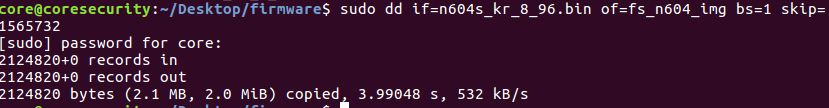 core@coresecurity:~/Desktop/firmware$ sudo dd if=n604s_kr_8_96.bin of=fs_n604_img bs=1 skip=
1565732
[sudo] password for core:
2124820+0 records in
2124820+0 records out
2124820 bytes (2.1 MB, 2.0 MiB) copied, 3.99048 s, 532 kB/s
core@coresecurity:~/Desktop/firmware$